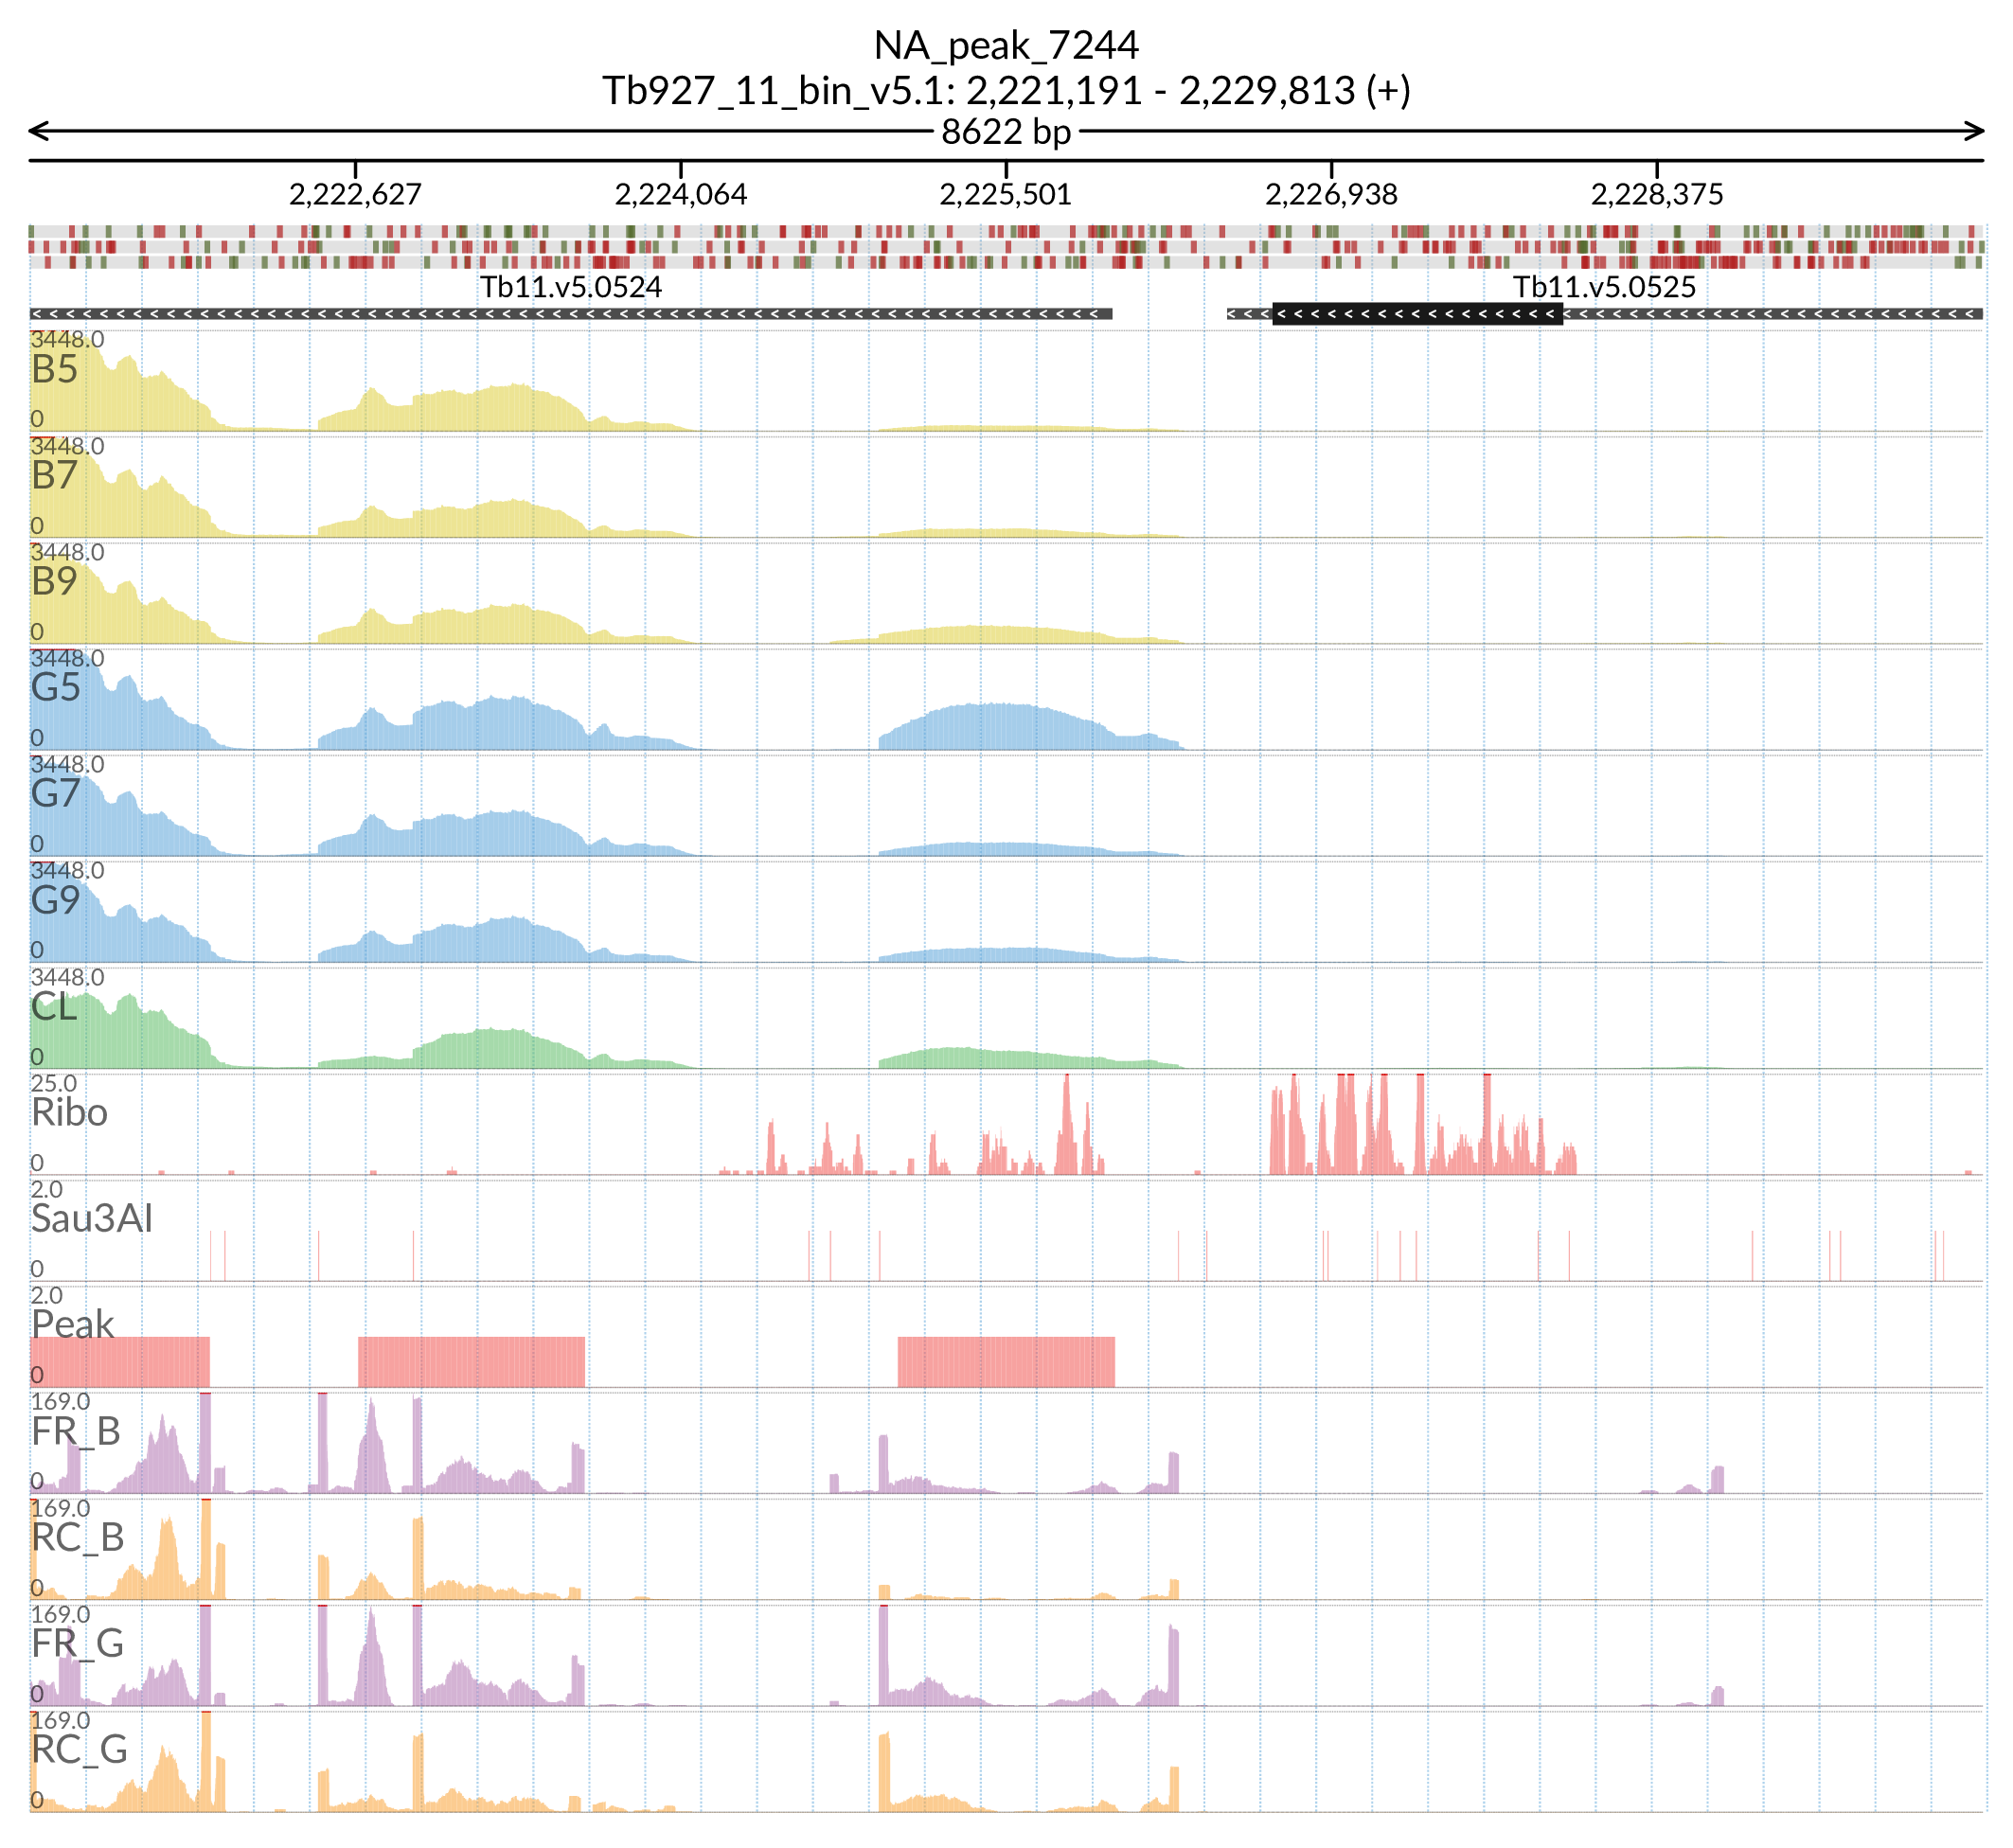 NA_peak_7244
Tb927_11_bin_v5.1: 2,221,191 - 2,229,813 (+)
8622 bp
2,222,627 2,224,064 2,225,501 2,226,938 2,228,375
Tb11.v5.0524 Tb11.v5.0525
3448.0
B5
0
3448.0
B7
0
3448.0
B9
0
3448.0
G5
0
3448.0
G7
0
3448.0
G9
0
3448.0
CL
0
25.0
Ribo
0
2.0
Sau3AI
0
2.0
Peak
0
169.0
FR_B
0
169.0
RC_B
0
169.0
FR_G
0
169.0
RC_G
0